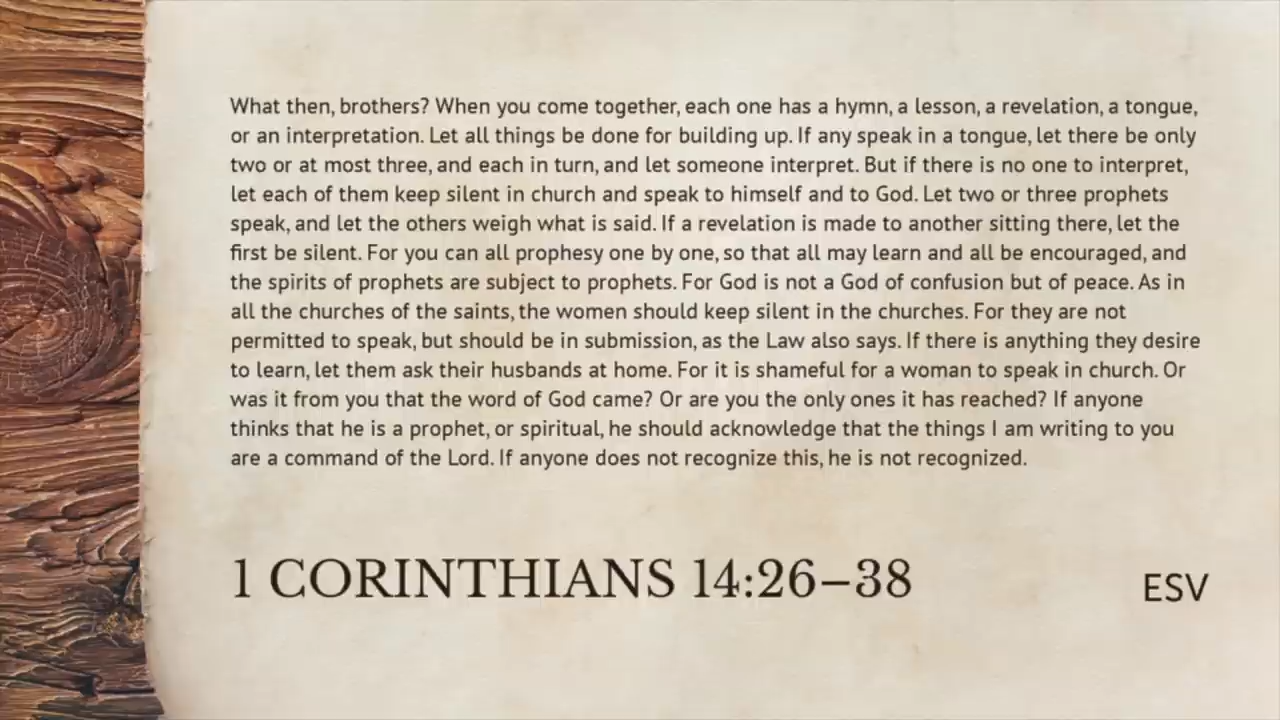 What then, brothers? When you come together, each one has a hymn, a lesson, a revelation, a tongue,
or an interpretation. Let all things be done for building up. If any speak in a tongue, let there be only
two or at most three, and each in turn, and let someone interpret. But if there is no one to interpret,
let each of them keep silent in church and speak to himself and to God. Let two or three prophets
speak, and let the others weigh what is said. If a revelation is made to another sitting there, let the
first be silent. For you can all prophesy one by one, so that all may learn and all be encouraged, and
the spirits of prophets are subject to prophets. For God is not a God of confusion but of peace. As in
all the churches of the saints, the women should keep silent in the churches. For they are not
permitted to speak, but should be in submission, as the Law also says. If there is anything they desire
to learn, let them ask their husbands at home. For it is shameful for a woman to speak in church. Or
was it from you that the word of God came? Or are you the only ones it has reached? If anyone
thinks that he is a prophet, or spiritual, he should acknowledge that the things I am writing to you
are a command of the Lord. If anyone does not recognize this, he is not recognized.
1 CORINTHIANS 14:26–38
ESV